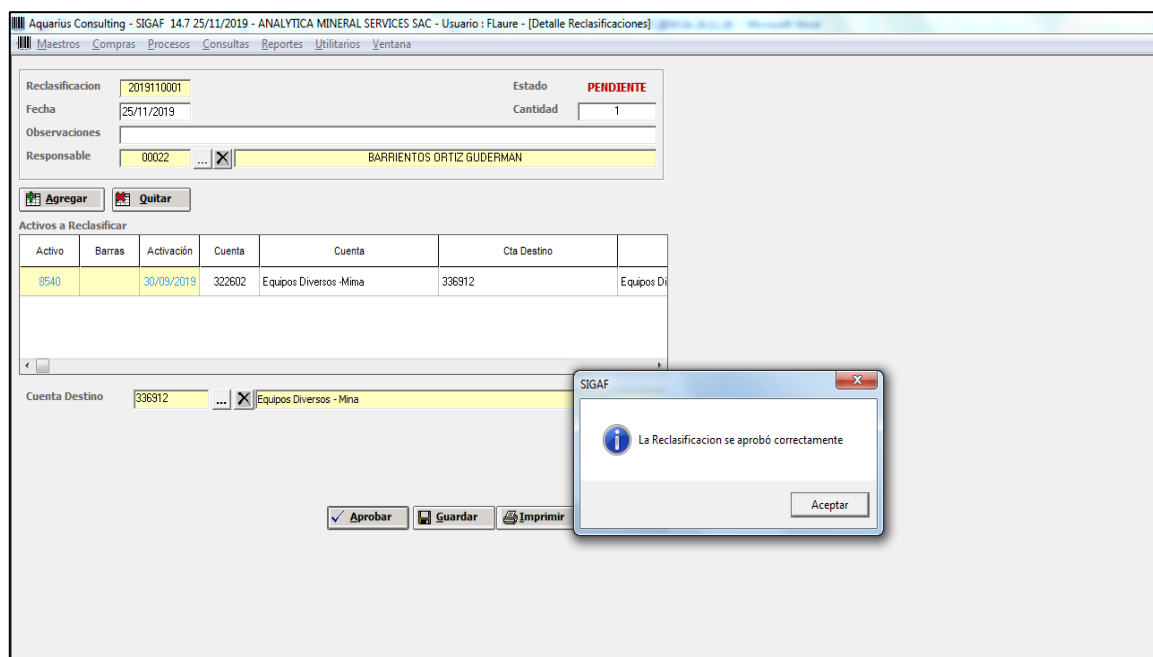 Aquarius Consulting - SIGAF 14.7 25/11/2019 - ANALYTICA MINERAL SERVICES SAC - Usuario : FLaure - [Detalle Reclasificaciones]
Maestros Compras Procesos Consultas Reportes Utilitarios Ventana
Reclasificacion 2019110001 Estado PENDIENTE
Fecha 25/11/2019 Cantidad 1
Observaciones
Responsable 00022 ... BARRIENTOS ORTIZ GUDERMAN
Agregar Quitar
Activos a Reclasificar
Activo Barras Activación Cuenta Cuenta Cta Destino
8540 30/09/2019 322602 Equipos Diversos -Mima 336912 Equipos Di
Cuenta Destino 336912 ... Equipos Diversos - Mina
SIGAF
La Reclasificacion se aprobó correctamente
Aceptar
Aprobar Guardar Imprimir